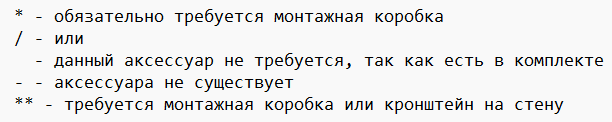 * - обязательно требуется монтажная коробка
/ - или
- данный аксессуар не требуется, так как есть в комплекте
- - аксессуара не существует
** - требуется монтажная коробка или кронштейн на стену